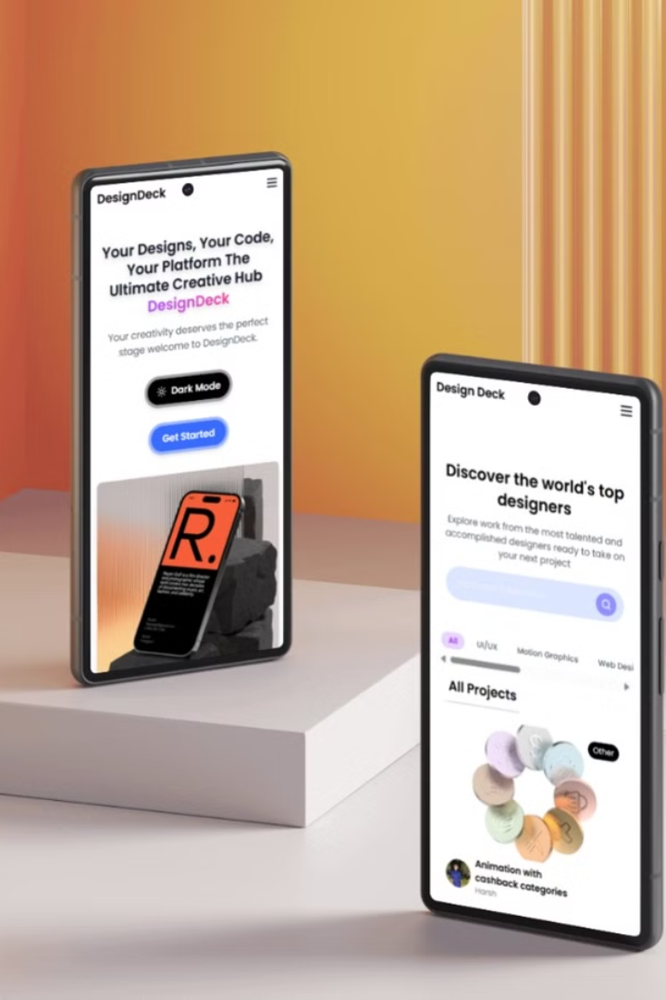 DesignDeck
Your Designs, Your Code,
Your Platform The
Ultimate Creative Hub
DesignDeck
Your creativity deserves the perfect
stage welcome to DesignDeck.
Dark Mode
Get Started
R.
Design Deck
Discover the world's top
designers
Explore work from the most talented and
accomplished designers ready to take on
your next project
All
UI/UX
Motion Graphics
Web Desi
All Projects
Other
Animation with
cashback categories
Harsh